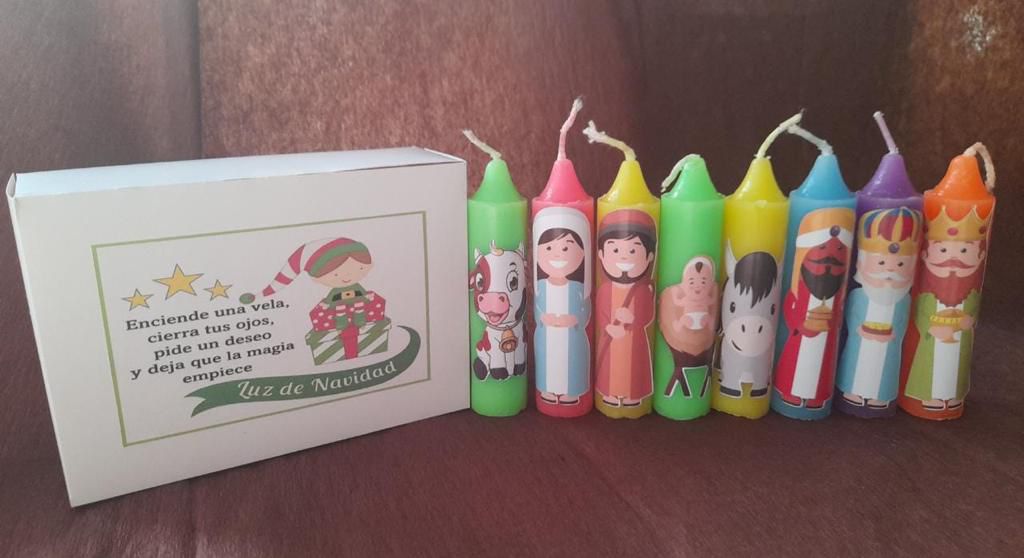 Enciende una vela,
cierra tus ojos,
pide un deseo
y deja que la magia
empiece
Luz de Navidad